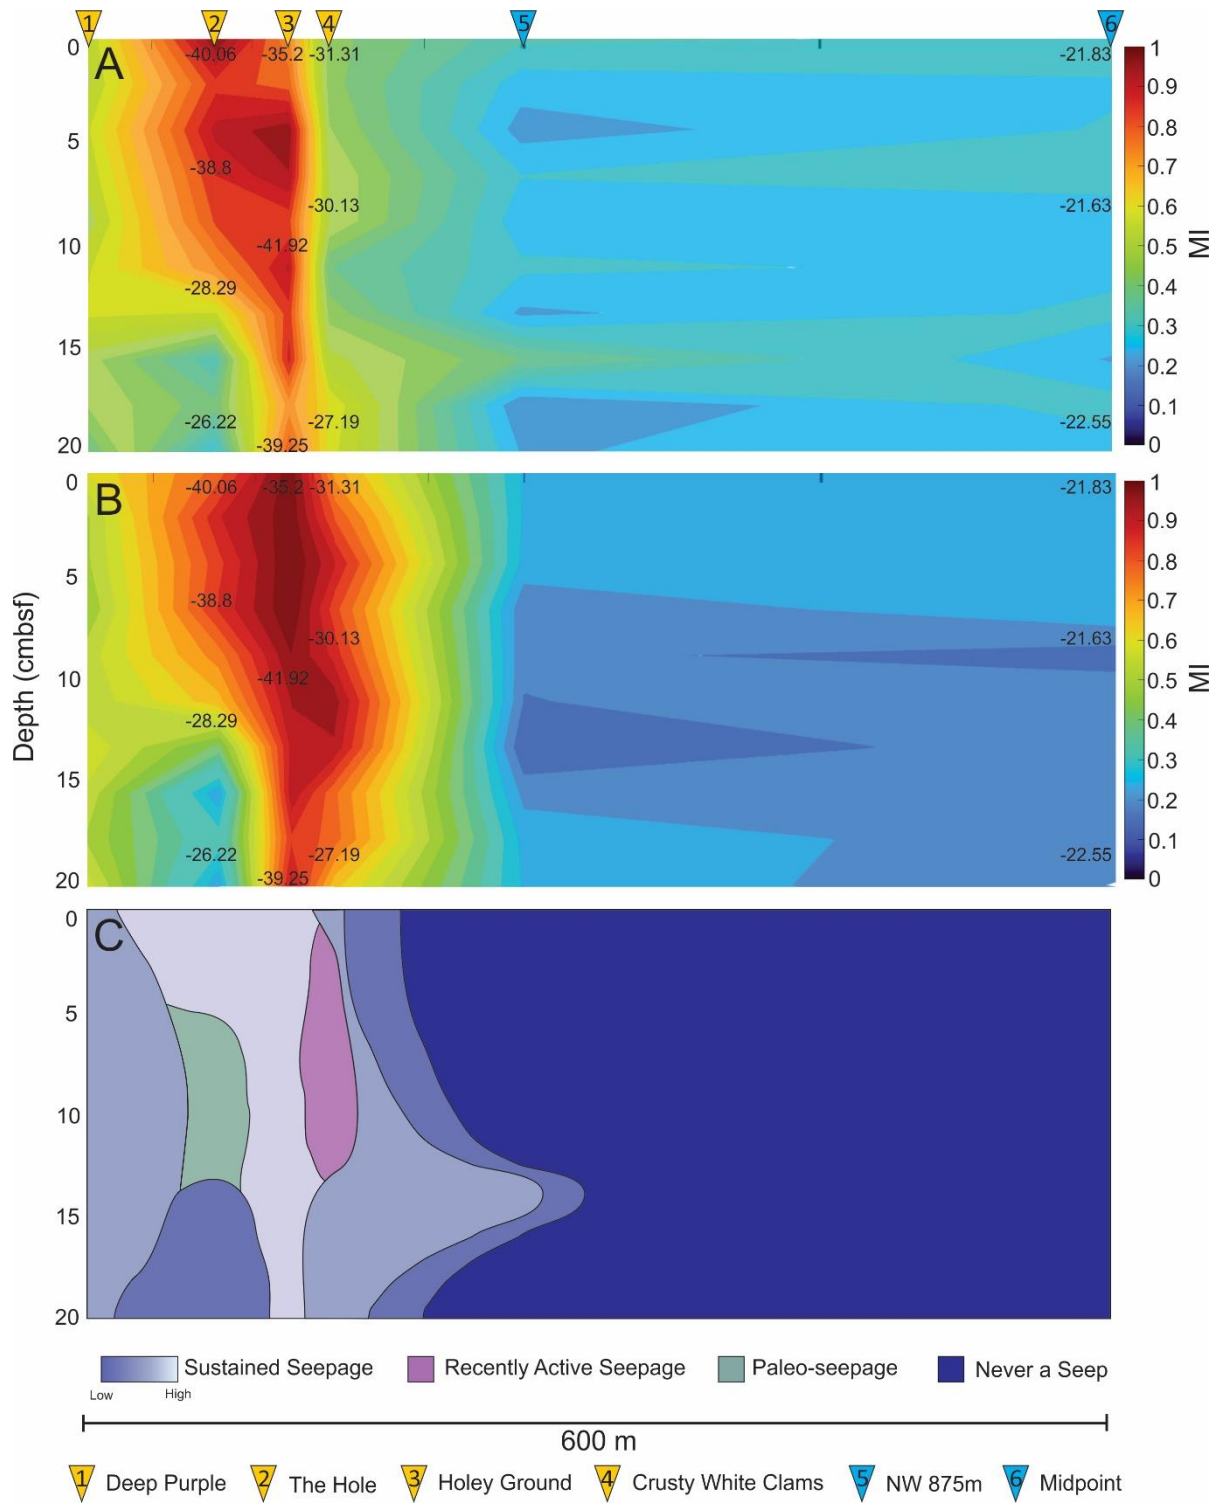 1 2 3 4 5 6
A
0 -40.06 -35.2 -31.31 -21.83
5
-38.8
-30.13 -21.63
10 -41.92
-28.29
15
-26.22 -27.19 -22.55
20 -39.25
1
0.9
0.8
0.7
0.6
0.5
0.4
0.3
0.2
0.1
0
MI
B
0 -40.06 -35.2 -31.31 -21.83
5
-38.8
-30.13 -21.63
10 -41.92
-28.29
15
-26.22 -27.19 -22.55
20 -39.25
Depth (cmbsf)
1
0.9
0.8
0.7
0.6
0.5
0.4
0.3
0.2
0.1
0
MI
C
0
5
10
15
20
Sustained Seepage Recently Active Seepage Paleo-seepage Never a Seep
Low High
600 m
1 Deep Purple 2 The Hole 3 Holey Ground 4 Crusty White Clams 5 NW 875m 6 Midpoint